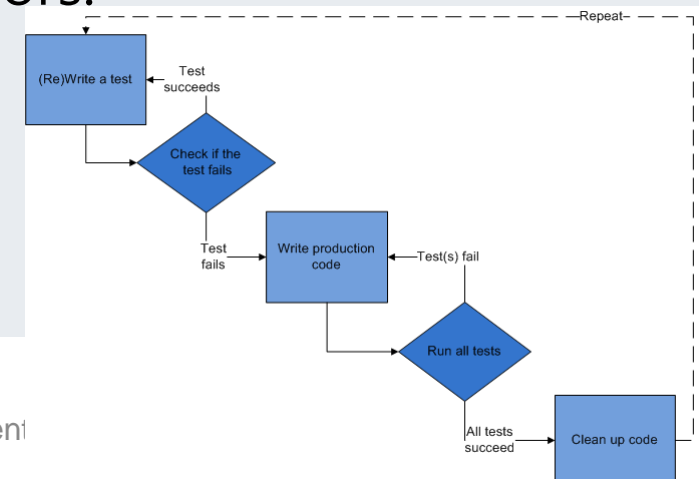 Repeat
(Re)Write a test
Test
succeeds
Check if the
test fails
Test
fails
Write production
code
Test(s) fail
Run all tests
All tests
succeed
Clean up code